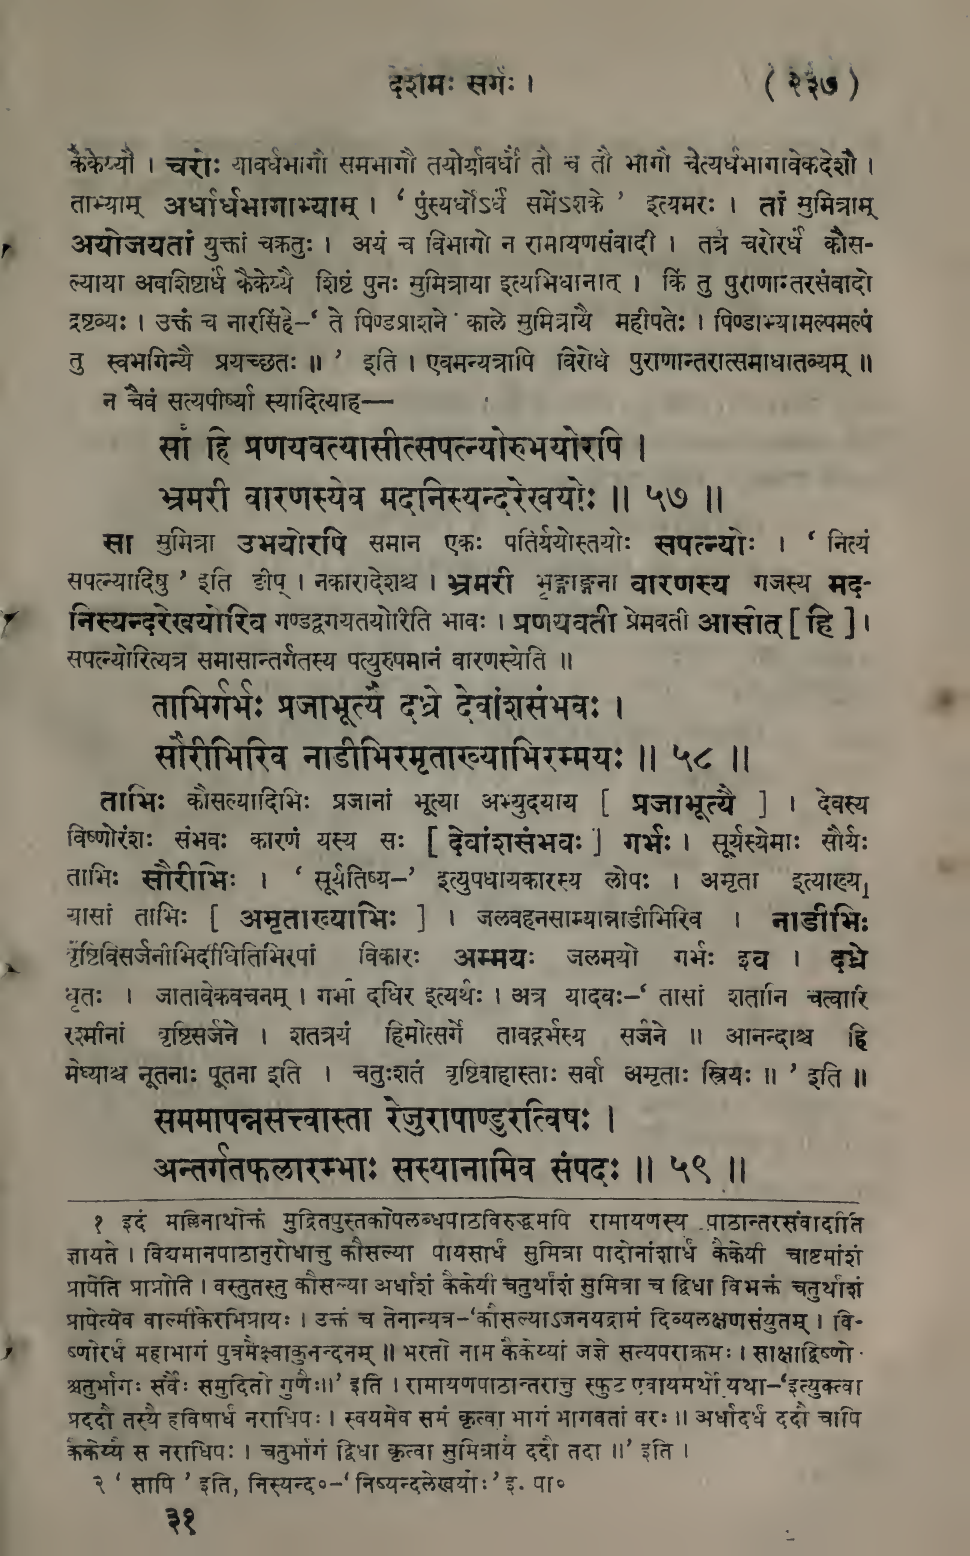 दशमः सर्गः । ( २३७ )
कैकेय्यौ । चरोः यावर्धभागौ समभागौ तयोर्यावर्धौ तौ च तौ भागौ चेत्यर्धभागावेकदेशौ ।
ताभ्याम् अर्धार्धभागाभ्याम् । ‘ पुंस्यर्धोऽर्धं समेंऽशके ’ इत्यमरः । तां सुमित्राम्
अयोजयतां युक्तां चक्रतुः । अयं च विभागो न रामायणसंवादी । तत्र चरोरर्धं कौस-
ल्याया अवशिष्टार्धं कैकेय्यै शिष्टं पुनः सुमित्राया इत्यभिधानात् । किं तु पुराणान्तरसंवादो
द्रष्टव्यः । उक्तं च नारसिंहे–‘ ते पिण्डप्राशने काले सुमित्रायै महीपतेः । पिण्डाभ्यामल्पमल्पं
तु स्वभगिन्यै प्रयच्छतः ॥ ’ इति । एवमन्यत्रापि विरोधे पुराणान्तरात्समाधातव्यम् ॥
न चैवं सत्यपीर्ष्या स्यादित्याह—
सा हि प्रणयवत्यासीत्सपत्न्योरुभयोरपि ।
भ्रमरी वारणस्येव मदनिस्यन्दरेखयोः ॥ ५७ ॥
सा सुमित्रा उभयोरपि समान एकः पतिर्ययोस्तयोः सपत्न्योः । ‘ नित्यं
सपत्न्यादिषु ’ इति ङीप् । नकारादेशश्च । भ्रमरी भृङ्गाङ्गना वारणस्य गजस्य मद-
निस्यन्दरेखयोरिव गण्डद्वयगतयोरिति भावः । प्रणयवती प्रेमवती आसीत् [ हि ] ।
सपत्न्योरित्यत्र समासान्तर्गतस्य पत्युरुपमानं वारणस्येति ॥
ताभिर्गर्भः प्रजाभूत्यै दध्रे देवांशसंभवः ।
सौरीभिरिव नाडीभिरमृताख्याभिरम्मयः ॥ ५८ ॥
ताभिः कौसल्यादिभिः प्रजानां भूत्या अभ्युदयाय [ प्रजाभूत्यै ] । देवस्य
विष्णोरंशः संभवः कारणं यस्य सः [ देवांशसंभवः ] गर्भः । सूर्यस्येमाः सौर्यः
ताभिः सौरीभिः । ‘ सूर्यतिष्य–’ इत्युपधायकारस्य लोपः । अमृता इत्याख्या
यासां ताभिः [ अमृताख्याभिः ] । जलवहनसाम्यान्नाडीभिरिव । नाडीभिः
वृष्टिविसर्जनीभिर्दीधितिभिरपां विकारः अम्मयः जलमयो गर्भः इव । दध्रे
धृतः । जातावेकवचनम् । गर्भा दधिर इत्यर्थः । अत्र यादवः–‘ तासां शतानि चत्वारि
रश्मीनां वृष्टिसर्जने । शतत्रयं हिमोत्सर्गे तावद्गर्भस्य सर्जने ॥ आनन्दाश्च हि
मेध्याश्च नूतनाः पूतना इति । चतुःशतं वृष्टिवाहास्ताः सर्वा अमृताः स्त्रियः ॥ ’ इति ॥
सममापन्नसत्त्वास्ता रेजुरापाण्डुरत्विषः ।
अन्तर्गतफलारम्भाः सस्यानामिव संपदः ॥ ५९ ॥
१ इदं मल्लिनाथोक्तं मुद्रितपुस्तकोपलब्धपाठविरुद्धमपि रामायणस्य पाठान्तरसंवादीति
ज्ञायते । विद्यमानपाठानुरोधात्तु कौसल्या पायसार्धं सुमित्रा पादोनांशार्धं कैकेयी चाष्टमांशं
प्रापेति प्राप्नोति । वस्तुतस्तु कौसल्या अर्धांशं कैकेयी चतुर्थांशं सुमित्रा च द्विधा विभक्तं चतुर्थांशं
प्रापेत्येव वाल्मीकेरभिप्रायः । उक्तं च तेनान्यत्र–‘कौसल्याऽजनयद्रामं दिव्यलक्षणसंयुतम् । वि-
ष्णोरर्धं महाभागं पुत्रमैक्ष्वाकुनन्दनम् ॥ भरतो नाम कैकेय्यां जज्ञे सत्यपराक्रमः । साक्षाद्विष्णो-
श्चतुर्भागः सर्वैः समुदितो गुणैः॥’ इति । रामायणपाठान्तरात्तु स्फुट एवायमर्थो यथा–‘इत्युक्त्वा
प्रददौ तस्यै हविषार्धं नराधिपः । स्वयमेव समं कृत्वा भागं भागवतां वरः ॥ अर्धादर्धं ददौ चापि
कैकेय्यै स नराधिपः । चतुर्भागं द्विधा कृत्वा सुमित्रायै ददौ तदा ॥’ इति ।
२ ‘ सापि ’ इति, निस्यन्द०–‘निष्यन्दलेखयोः’ इ. पा०
३१